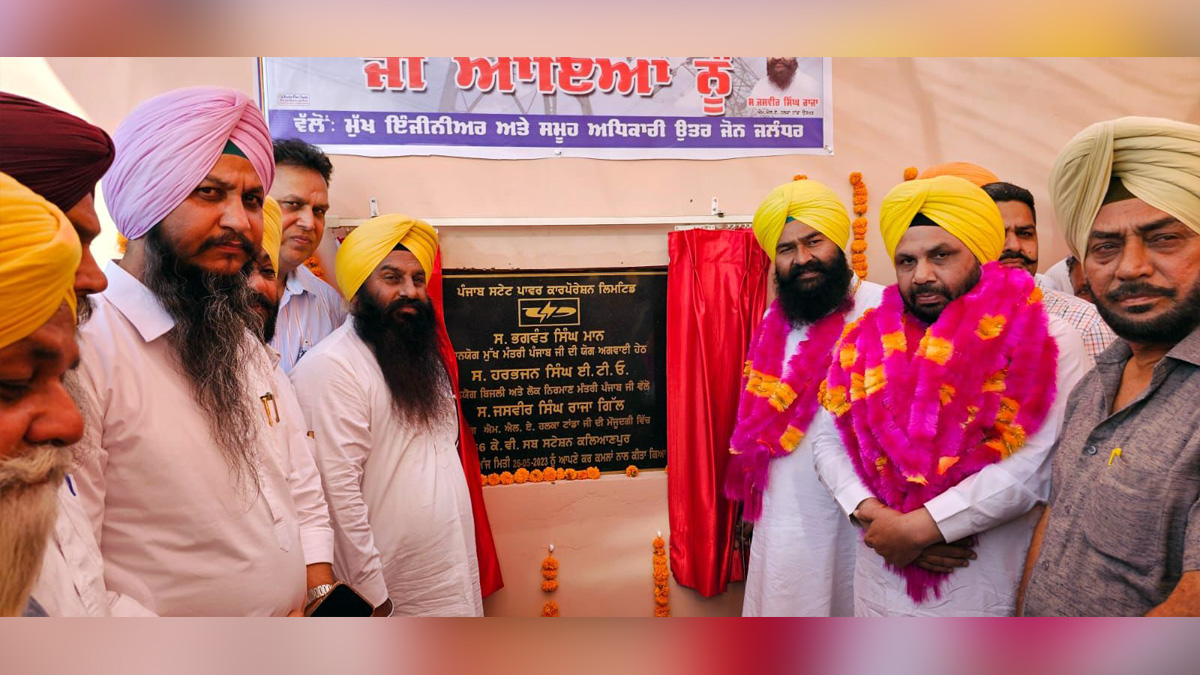 ਜੀ ਆਇਆਂ ਨੂੰ
ਸ.ਜਸਵੀਰ ਸਿੰਘ ਰਾਜਾ
ਵੱਲੋਂ: ਮੁੱਖ ਇੰਜੀਨੀਅਰ ਅਤੇ ਸਮੂਹ ਅਧਿਕਾਰੀ ਉਤਰ ਜ਼ੋਨ ਜਲੰਧਰ
ਪੰਜਾਬ ਸਟੇਟ ਪਾਵਰ ਕਾਰਪੋਰੇਸ਼ਨ ਲਿਮਟਿਡ
ਸ. ਭਗਵੰਤ ਸਿੰਘ ਮਾਨ
ਮੁੱਖ ਮੰਤਰੀ ਪੰਜਾਬ ਜੀ ਦੀ ਯੋਗ ਅਗਵਾਈ ਹੇਠ
ਸ. ਹਰਭਜਨ ਸਿੰਘ ਈ.ਟੀ.ਓ.
ਬਿਜਲੀ ਅਤੇ ਲੋਕ ਨਿਰਮਾਣ ਮੰਤਰੀ ਪੰਜਾਬ ਜੀ ਵੱਲੋਂ
ਸ. ਜਸਵੀਰ ਸਿੰਘ ਰਾਜਾ ਗਿੱਲ
ਐਮ. ਐਲ. ਏ. ਹਲਕਾ ਟਾਂਡਾ ਜੀ ਦੀ ਮੌਜੂਦਗੀ ਵਿੱਚ
ਕੇ. ਵੀ. ਸਬ ਸਟੇਸ਼ਨ ਕਲਿਆਣਪੁਰ
ਮਿਤੀ 26-05-2023 ਨੂੰ ਆਪਣੇ ਕਰ ਕਮਲਾਂ ਨਾਲ ਕੀਤਾ ਗਿਆ